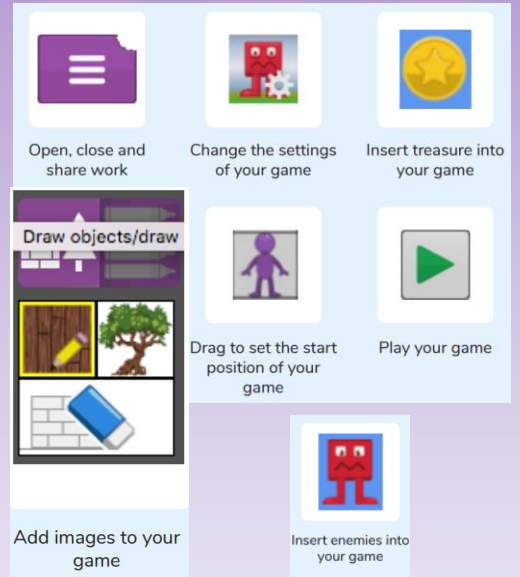 Open, close and
share work
Change the settings
of your game
Insert treasure into
your game
Draw objects/draw
Drag to set the start
position of your
game
Play your game
Add images to your
game
Insert enemies into
your game